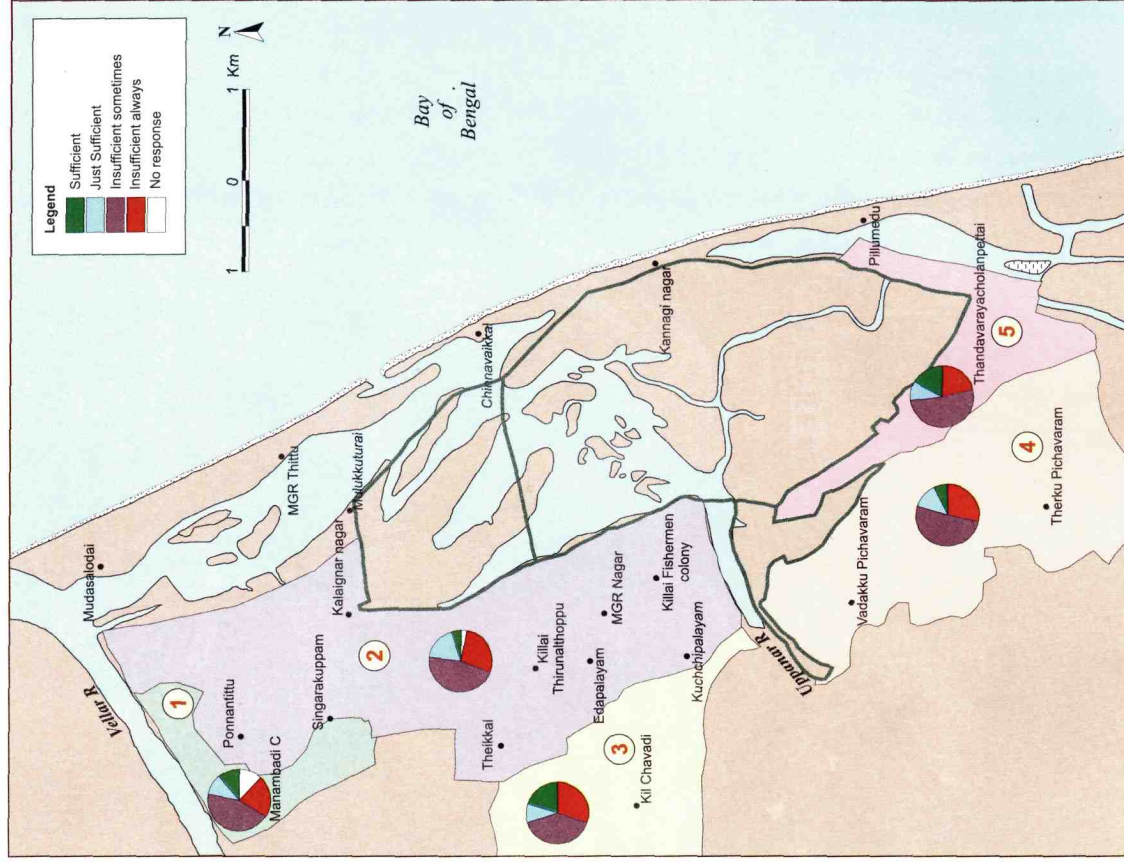 Legend
Sufficient
Just Sufficient
Insufficient sometimes
Insufficient always
No response
N
1 0 1 Km
Bay
of
Bengal
Mudasalodai
Vellar R
MGR Thittu
Mulukkuturai
Kalaignar nagar
Chinnavaikkal
Kannagi nagar
Pillumedu
1
Ponnantittu
Manambadi C
Singarakuppam
2
Killai
Thirunalthoppu
Theikkal
Edapalayam
MGR Nagar
Killai Fishermen
colony
Kuchchipalayam
3
Kil Chavadi
Uppanar R
Vadakku Pichavaram
4
Therku Pichavaram
5
Thandavarayacholanpettai